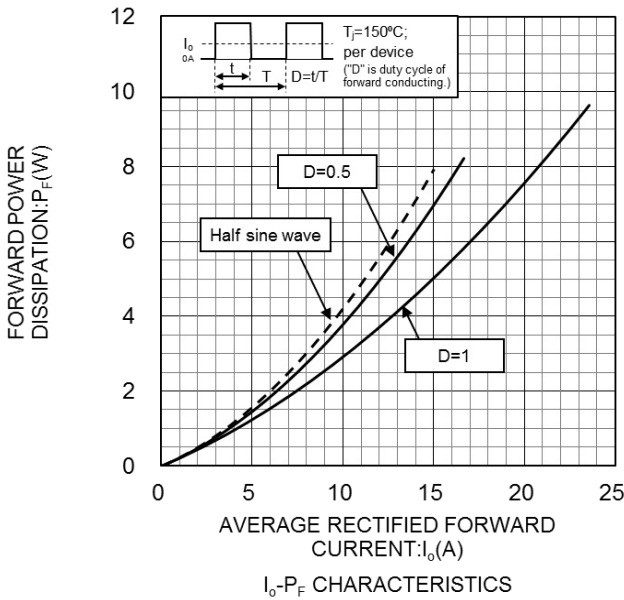 12
10
8
6
4
2
0
FORWARD POWER
DISSIPATION:PF(W)
Io
0A
t
T
D=t/T
Tj=150ºC;
per device
("D" is duty cycle of
forward conducting.)
D=0.5
Half sine wave
D=1
0
5
10
15
20
25
AVERAGE RECTIFIED FORWARD
CURRENT:Io(A)
Io-PF CHARACTERISTICS